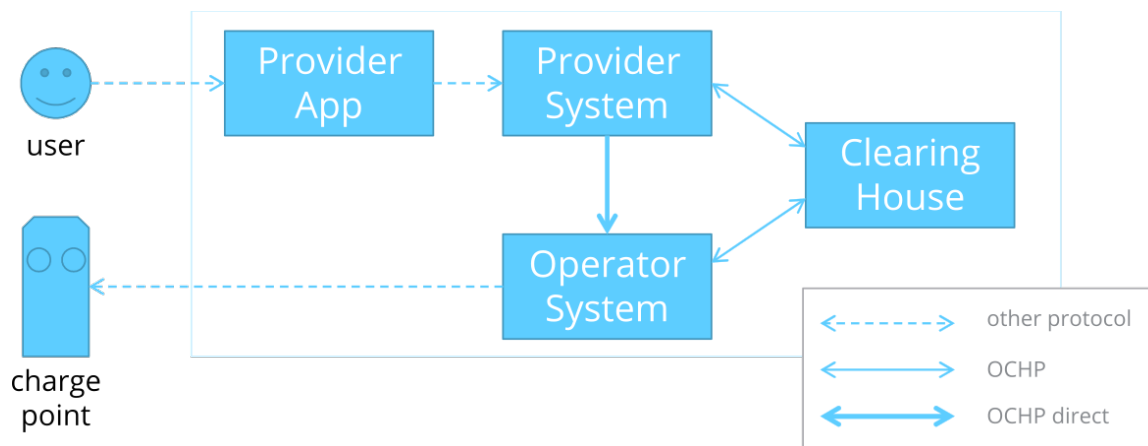 Provider
App
Provider
System
user
Clearing
House
Operator
System
charge
point
other protocol
OCHP
OCHP direct